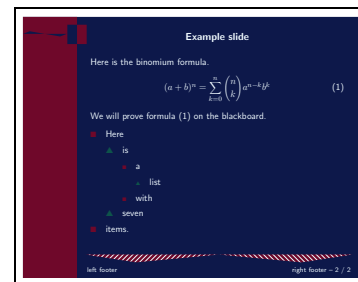 Example slide
Here is the binomium formula.
(a + b)^n = \sum_{k=0}^{n} \binom{n}{k} a^{n-k} b^k (1)
We will prove formula (1) on the blackboard.
Here
is
a
list
with
seven
items.
left footer right footer – 2 / 2